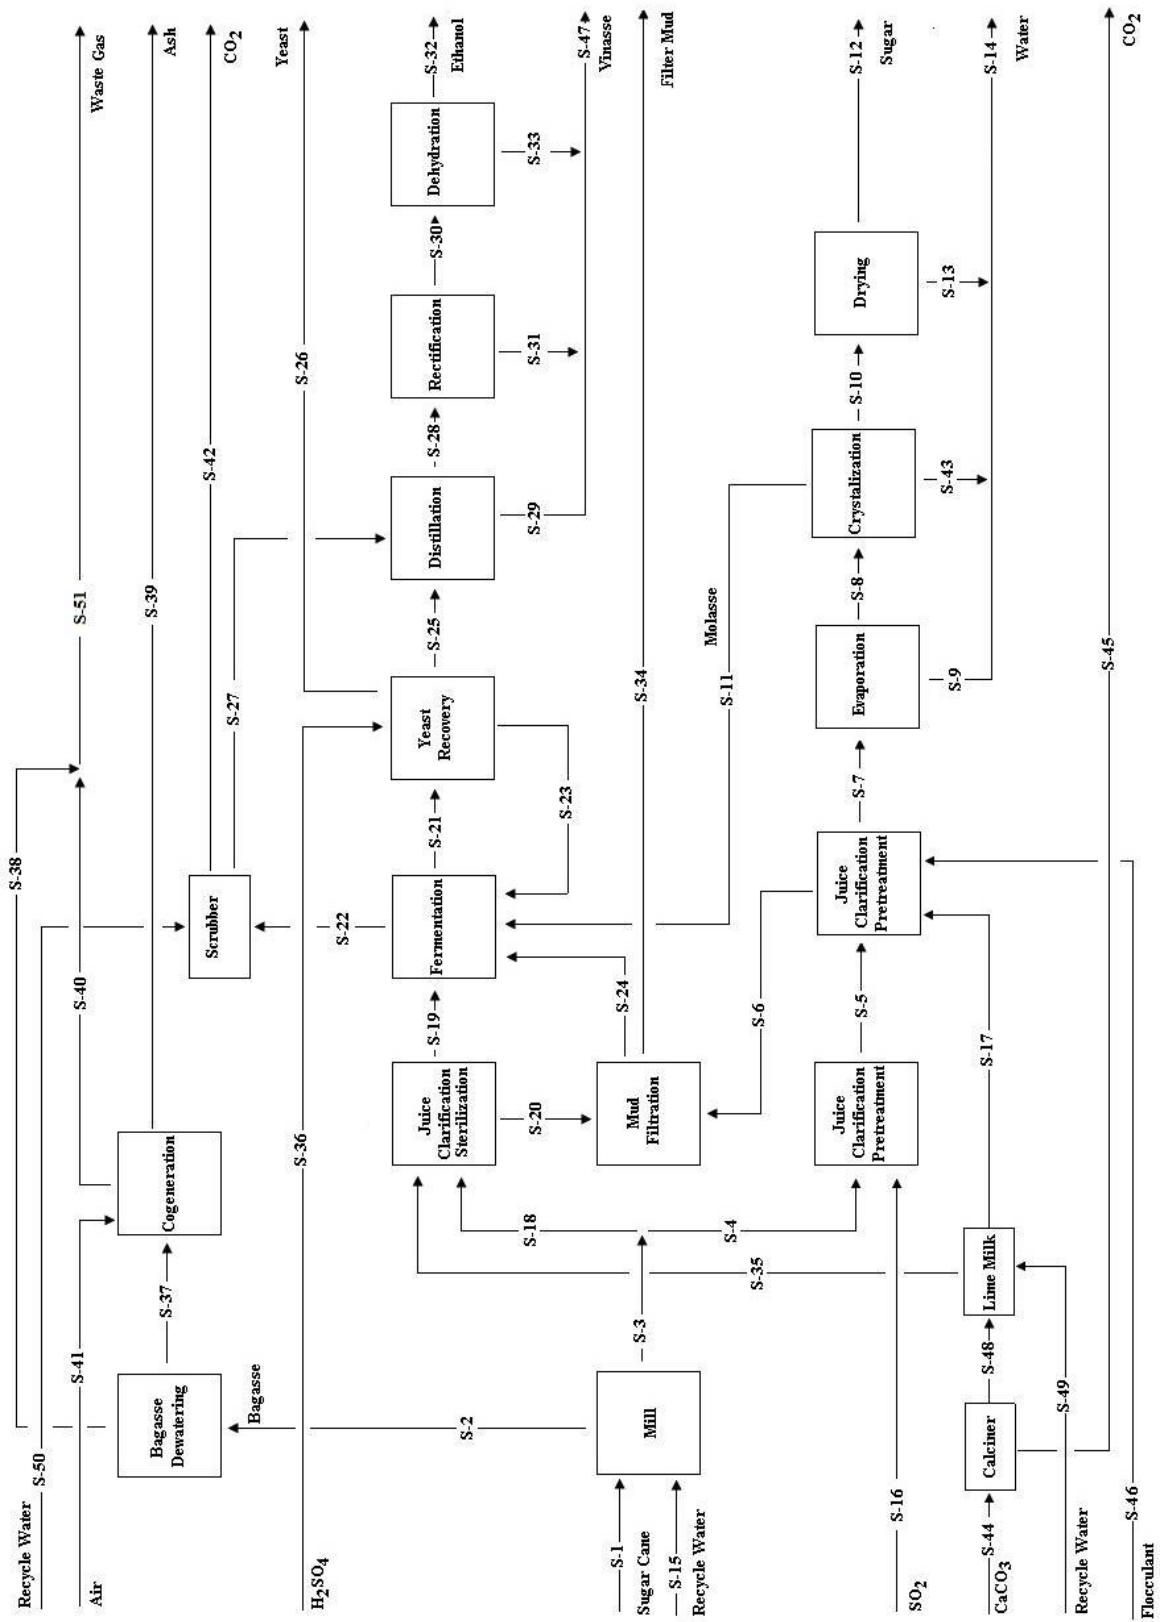 Recycle Water
S-50
S-38
Air
S-41
S-40
S-51
Waste Gas
Bagasse
Dewatering
S-37
Cogeneration
S-39
Ash
Scrubber
S-42
CO2
S-27
Bagasse
H2SO4
S-36
S-22
S-26
Yeast
Juice
Clarification
Sterilization
S-19
Fermentation
S-21
Yeast
Recovery
S-25
Distillation
S-28
Rectification
S-30
Dehydration
S-32
Ethanol
S-2
S-18
S-20
S-23
S-29
S-31
S-33
S-47
Vinasse
S-1
Sugar Cane
S-15
Recycle Water
Mill
S-3
Mud
Filtration
S-24
S-34
Filter Mud
S-4
S-35
S-6
S-11
Molasse
SO2
S-16
Juice
Clarification
Pretreatment
S-5
Juice
Clarification
Pretreatment
S-7
Evaporation
S-8
Crystalization
S-10
Drying
S-12
Sugar
S-9
S-43
S-13
S-14
Water
CaCO3
S-44
Calciner
S-48
Lime Milk
S-17
Recycle Water
S-49
S-45
CO2
Flocculant
S-46